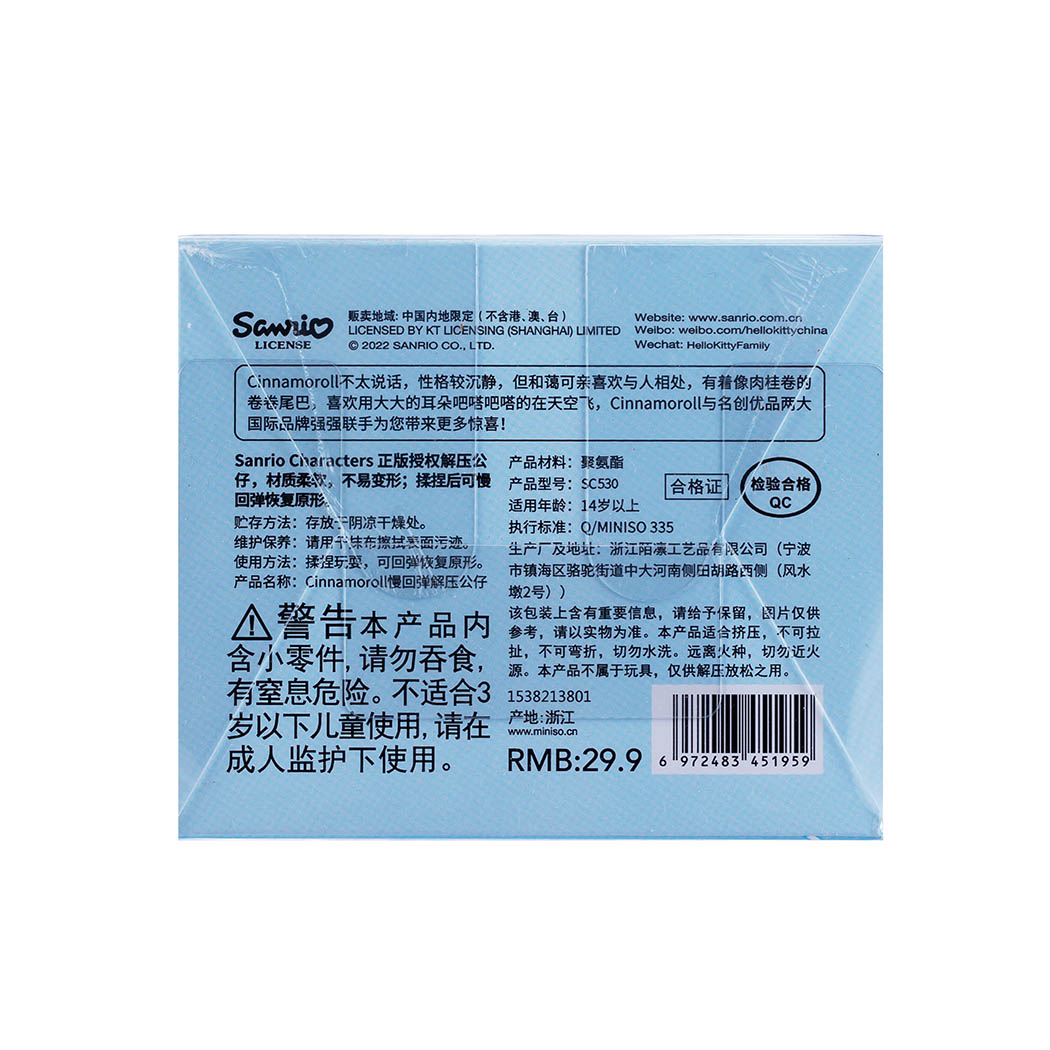 Sanrio
LICENSE
贩卖地域: 中国内地限定（不含港、澳、台）
LICENSED BY KT LICENSING (SHANGHAI) LIMITED
© 2022 SANRIO CO., LTD.
Website: www.sanrio.com.cn
Weibo: weibo.com/hellokittychina
Wechat: HelloKittyFamily
Cinnamoroll不太说话，性格较沉静，但和蔼可亲喜欢与人相处，有着像肉桂卷的
卷卷尾巴，喜欢用大大的耳朵吧嗒吧嗒的在天空飞，Cinnamoroll与名创优品两大
国际品牌强强联手为您带来更多惊喜！
Sanrio Characters 正版授权解压公
仔，材质柔软，不易变形；揉捏后可慢
回弹恢复原形。
贮存方法：存放于阴凉干燥处。
维护保养：请用干抹布擦拭表面污迹。
使用方法：揉捏玩耍，可回弹恢复原形。
产品名称：Cinnamoroll慢回弹解压公仔
警告本产品内
含小零件, 请勿吞食,
有窒息危险。不适合3
岁以下儿童使用, 请在
成人监护下使用。
产品材料：聚氨酯
产品型号：SC530
适用年龄：14岁以上
执行标准：Q/MINISO 335
合格证
检验合格
QC
生产厂及地址：浙江陌凛工艺品有限公司（宁波
市镇海区骆驼街道中大河南侧田胡路西侧（风水
墩2号））
该包装上含有重要信息，请给予保留，图片仅供
参考，请以实物为准。本产品适合挤压，不可拉
扯，不可弯折，切勿水洗。远离火种，切勿近火
源。本产品不属于玩具，仅供解压放松之用。
1538213801
产地:浙江
www.miniso.cn
RMB:29.9
6 972483 451959